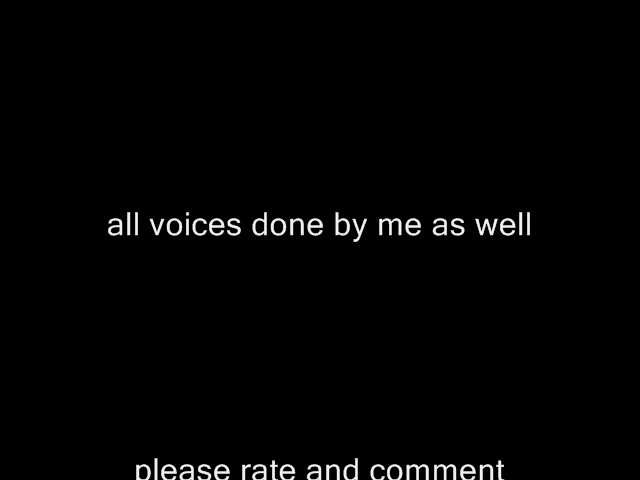 all voices done by me as well
please rate and comment